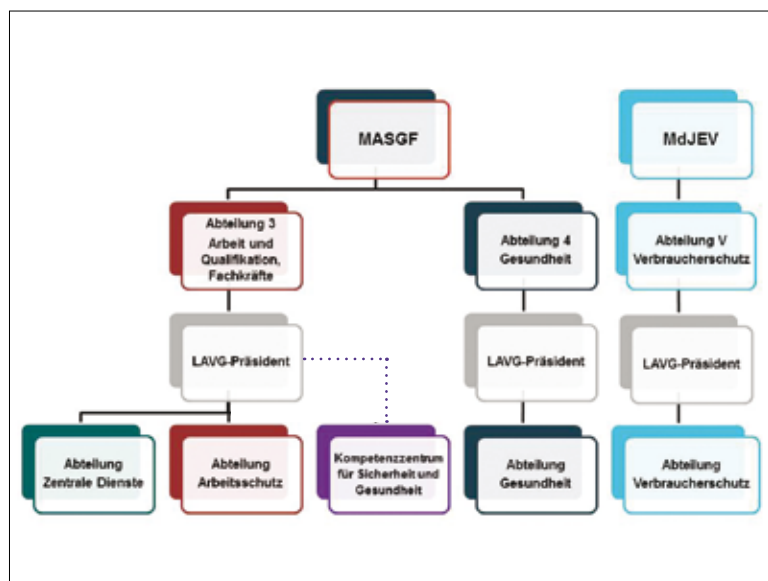 MASGF
MdJEV
Abteilung 3
Arbeit und
Qualifikation,
Fachkräfte
Abteilung 4
Gesundheit
Abteilung V
Verbraucherschutz
LAVG-Präsident
LAVG-Präsident
LAVG-Präsident
Abteilung
Zentrale Dienste
Abteilung
Arbeitsschutz
Kompetenzzentrum
für Sicherheit und
Gesundheit
Abteilung
Gesundheit
Abteilung
Verbraucherschutz